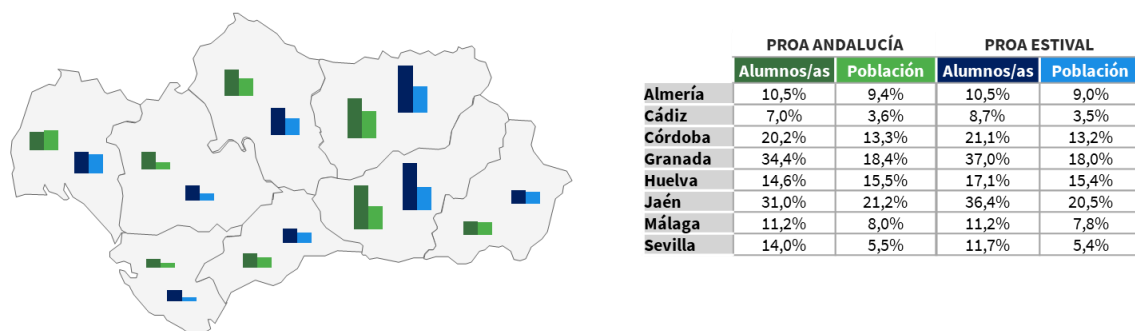 PROA ANDALUCÍA PROA ESTIVAL
Alumnos/as Población Alumnos/as Población
Almería 10,5% 9,4% 10,5% 9,0%
Cádiz 7,0% 3,6% 8,7% 3,5%
Córdoba 20,2% 13,3% 21,1% 13,2%
Granada 34,4% 18,4% 37,0% 18,0%
Huelva 14,6% 15,5% 17,1% 15,4%
Jaén 31,0% 21,2% 36,4% 20,5%
Málaga 11,2% 8,0% 11,2% 7,8%
Sevilla 14,0% 5,5% 11,7% 5,4%